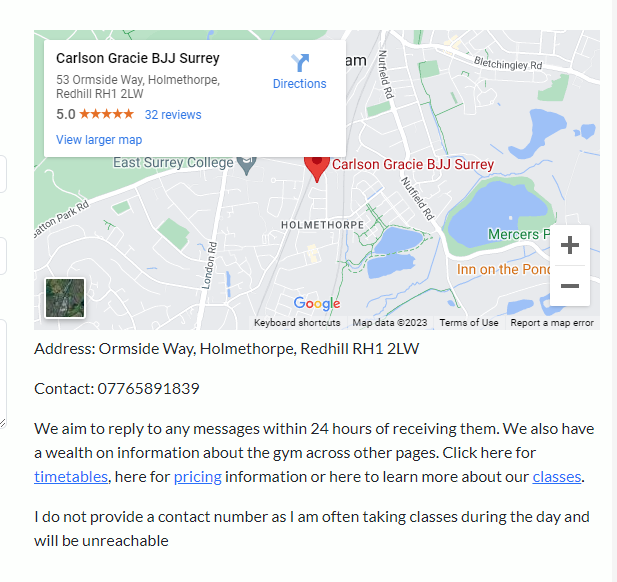 Carlson Gracie BJJ Surrey
53 Ormside Way, Holmethorpe,
Redhill RH1 2LW
5.0 ★★★★★ 32 reviews
View larger map
Directions
am
Nutfield Rd
Bletchingley Rd
East Surrey College
Carlson Gracie BJJ Surrey
Nutfield Rd
atton Park Rd
HOLMETHORPE
London Rd
Mercers P
Inn on the Pond
+
−
Google
Keyboard shortcuts Map data ©2023 Terms of Use Report a map error
Address: Ormside Way, Holmethorpe, Redhill RH1 2LW
Contact: 07765891839
We aim to reply to any messages within 24 hours of receiving them. We also have
a wealth on information about the gym across other pages. Click here for
timetables, here for pricing information or here to learn more about our classes.
I do not provide a contact number as I am often taking classes during the day and
will be unreachable